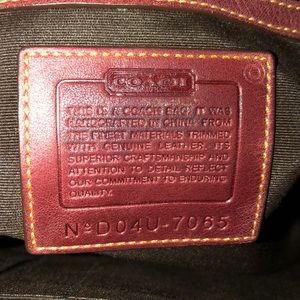 COACH
THIS IS A COACH BAG. IT WAS
HANDCRAFTED IN CHINA FROM
THE FINEST MATERIALS TRIMMED
WITH GENUINE LEATHER. ITS
SUPERIOR CRAFTSMANSHIP AND
ATTENTION TO DETAIL REFLECT
OUR COMMITMENT TO ENDURING
QUALITY.
Nº D04U-7065